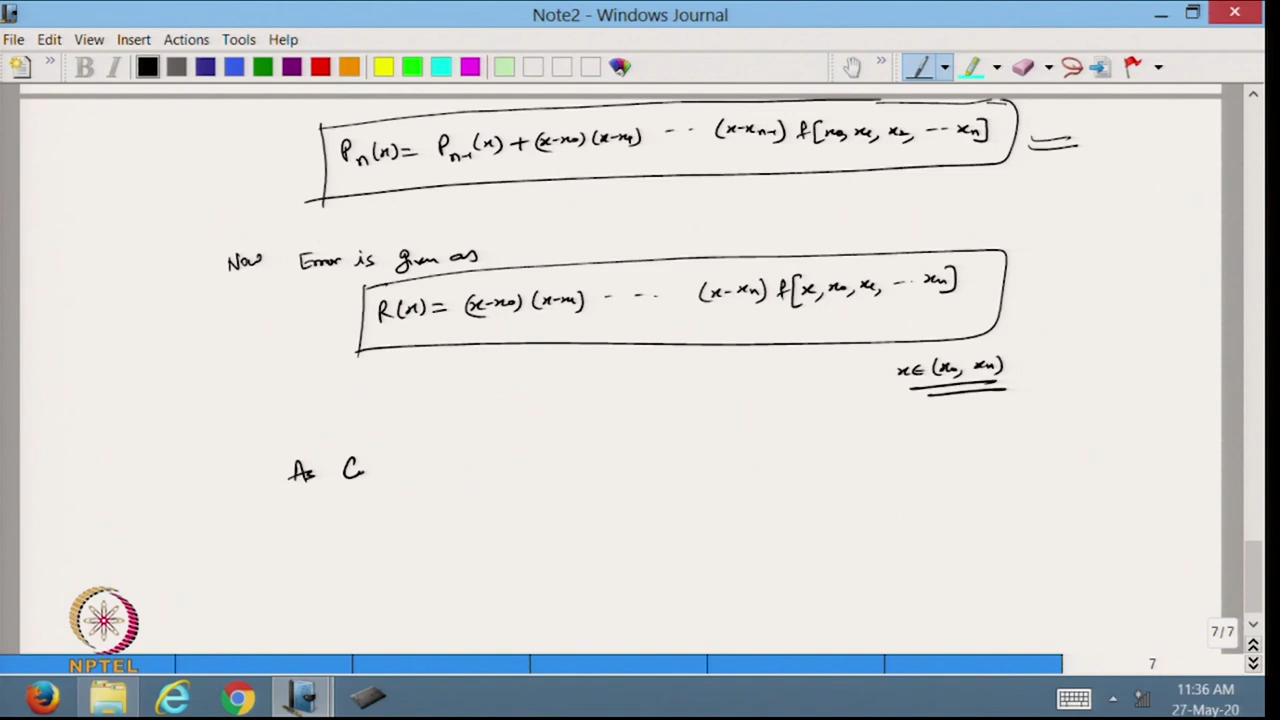 Note2 - Windows Journal
File Edit View Insert Actions Tools Help
Pn(x) = Pn-1(x) + (x-x0)(x-x1) -- (x-xn-1) f[x0, x1, x2, --- xn]
Now Error is given as
R(x) = (x-x0)(x-x1) - - -- (x-xn) f[x, x0, x1, --- xn]
x∈(x0, xn)
As C
7/7
NPTEL
7
11:36 AM
27-May-20